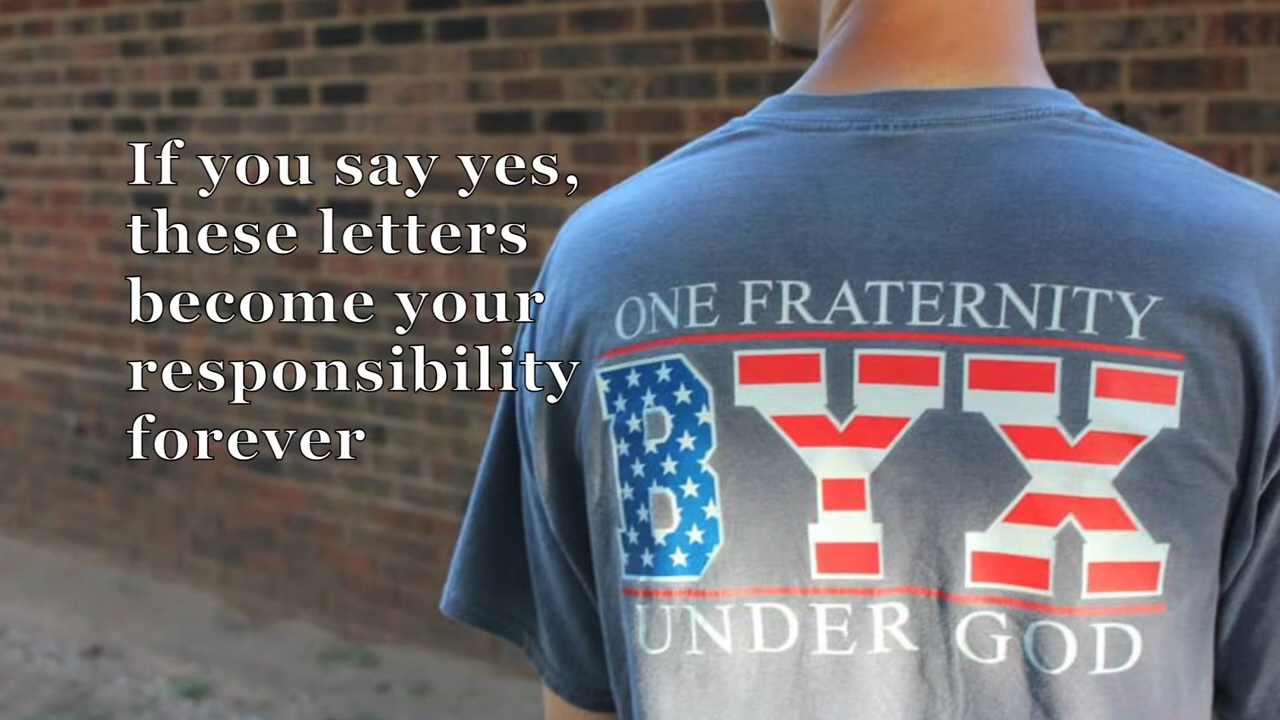 If you say yes,
these letters
become your
responsibility
forever
ONE FRATERNITY
BYX
UNDER GOD